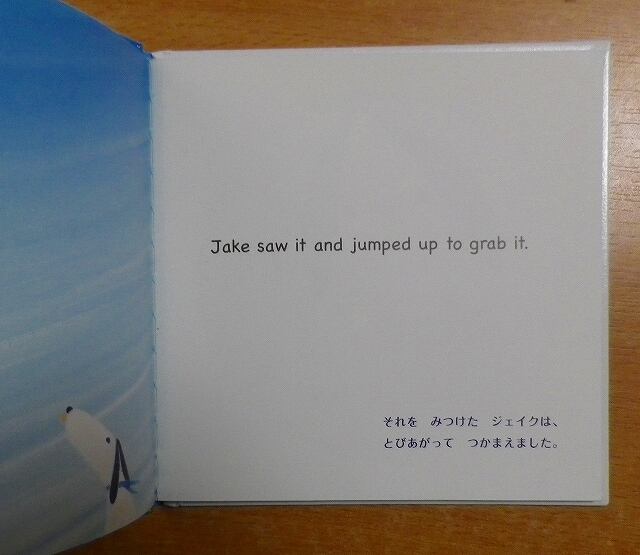 Jake saw it and jumped up to grab it.
それを　みつけた　ジェイクは、
とびあがって　つかまえました。